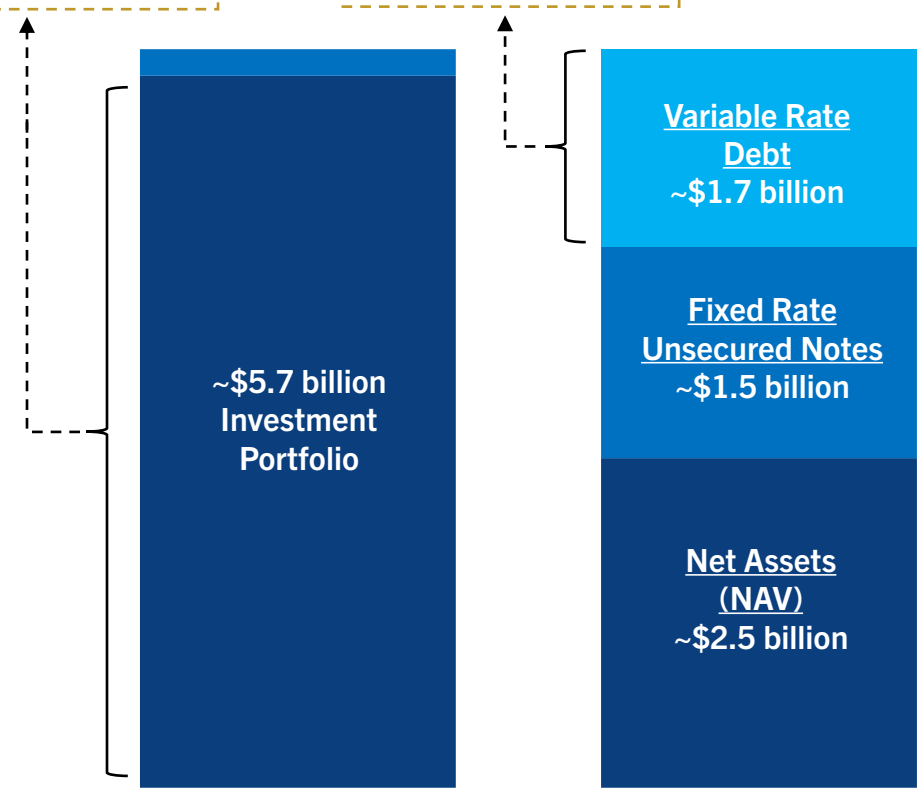 ~$5.7 billion
Investment
Portfolio
Variable Rate
Debt
~$1.7 billion
Fixed Rate
Unsecured Notes
~$1.5 billion
Net Assets
(NAV)
~$2.5 billion